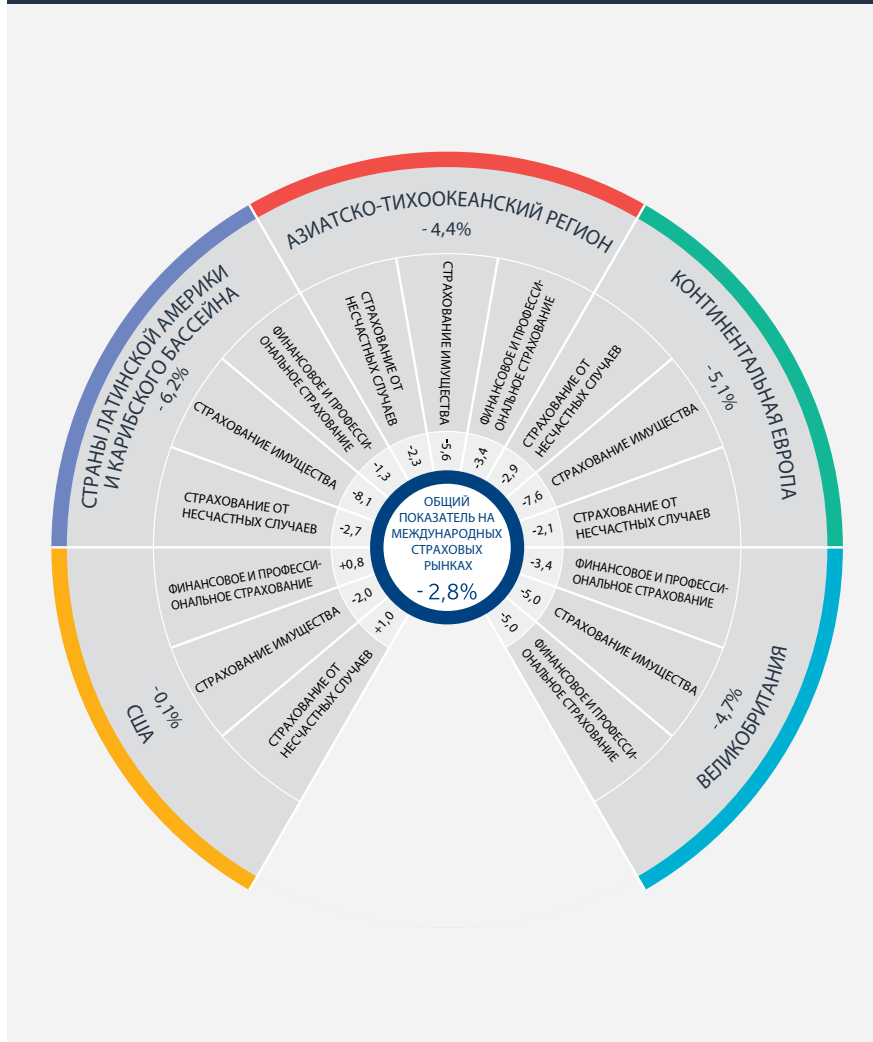 СТРАНЫ ЛАТИНСКОЙ АМЕРИКИ
И КАРИБСКОГО БАССЕЙНА
- 6,2%
ФИНАНСОВОЕ И ПРОФЕССИ-
ОНАЛЬНОЕ СТРАХОВАНИЕ
-1,3
СТРАХОВАНИЕ ИМУЩЕСТВА
-8,1
СТРАХОВАНИЕ ОТ
НЕСЧАСТНЫХ СЛУЧАЕВ
-2,7
АЗИАТСКО-ТИХООКЕАНСКИЙ РЕГИОН
- 4,4%
СТРАХОВАНИЕ ОТ
НЕСЧАСТНЫХ СЛУЧАЕВ
-2,3
СТРАХОВАНИЕ ИМУЩЕСТВА
-5,6
ФИНАНСОВОЕ И ПРОФЕССИ-
ОНАЛЬНОЕ СТРАХОВАНИЕ
-3,4
КОНТИНЕНТАЛЬНАЯ ЕВРОПА
- 5,1%
СТРАХОВАНИЕ ОТ
НЕСЧАСТНЫХ СЛУЧАЕВ
-2,9
СТРАХОВАНИЕ ИМУЩЕСТВА
-7,6
СТРАХОВАНИЕ ОТ
НЕСЧАСТНЫХ СЛУЧАЕВ
-2,1
ОБЩИЙ
ПОКАЗАТЕЛЬ НА
МЕЖДУНАРОДНЫХ
СТРАХОВЫХ
РЫНКАХ
- 2,8%
США
- 0,1%
ФИНАНСОВОЕ И ПРОФЕССИ-
ОНАЛЬНОЕ СТРАХОВАНИЕ
+0,8
СТРАХОВАНИЕ ИМУЩЕСТВА
-2,0
СТРАХОВАНИЕ ОТ
НЕСЧАСТНЫХ СЛУЧАЕВ
+1,0
ВЕЛИКОБРИТАНИЯ
-4,7%
ФИНАНСОВОЕ И ПРОФЕССИ-
ОНАЛЬНОЕ СТРАХОВАНИЕ
-3,4
СТРАХОВАНИЕ ИМУЩЕСТВА
-5,0
ФИНАНСОВОЕ И ПРОФЕССИ-
ОНАЛЬНОЕ СТРАХОВАНИЕ
-5,0